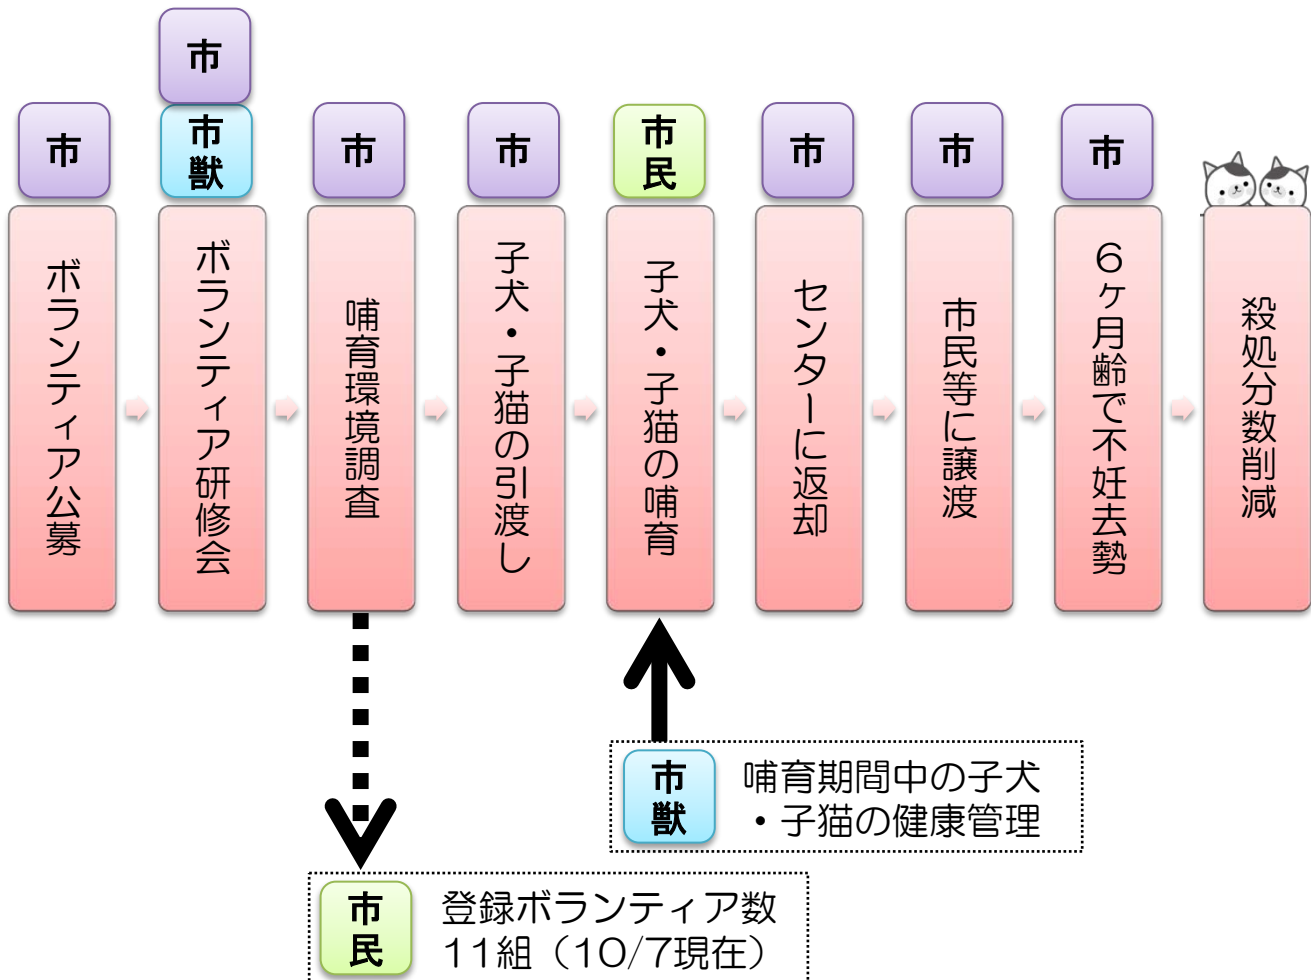 市
市
市獣
市
市
市民
市
市
市
ボランティア公募
ボランティア研修会
哺育環境調査
子犬・子猫の引渡し
子犬・子猫の哺育
センターに返却
市民等に譲渡
6ヶ月齢で不妊去勢
殺処分数削減
市獣
哺育期間中の子犬
・子猫の健康管理
市民
登録ボランティア数
11組（10/7現在）